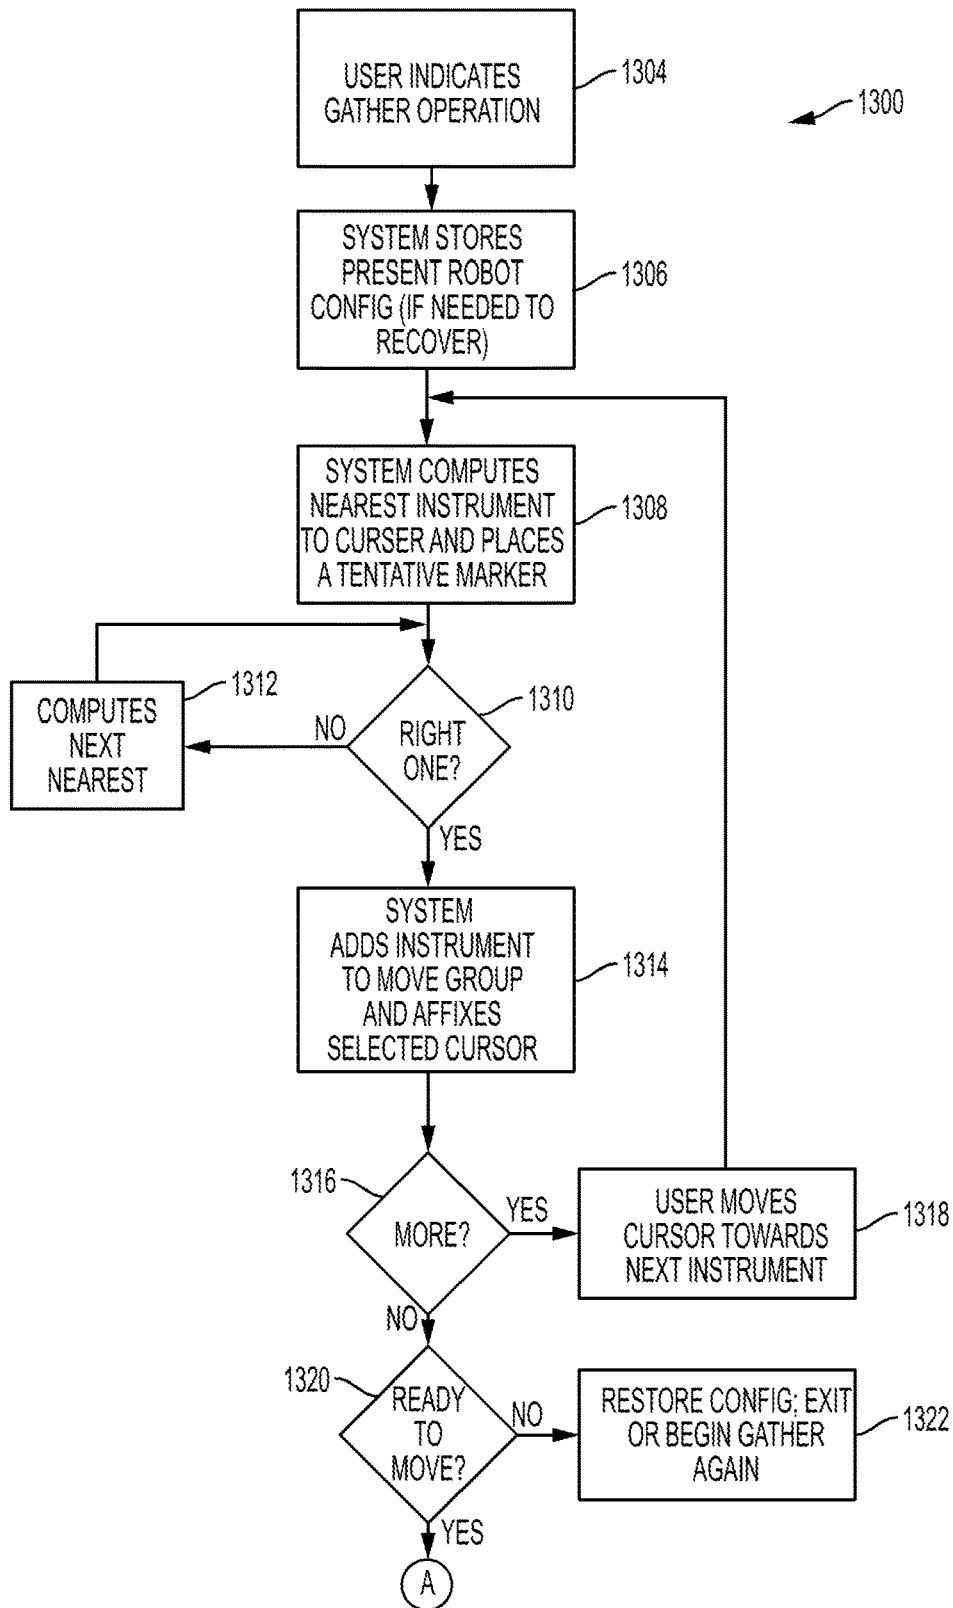 USER INDICATES
GATHER OPERATION
1304
1300
SYSTEM STORES
PRESENT ROBOT
CONFIG (IF NEEDED TO
RECOVER)
1306
SYSTEM COMPUTES
NEAREST INSTRUMENT
TO CURSER AND PLACES
A TENTATIVE MARKER
1308
COMPUTES
NEXT
NEAREST
1312
NO
RIGHT
ONE?
1310
YES
SYSTEM
ADDS INSTRUMENT
TO MOVE GROUP
AND AFFIXES
SELECTED CURSOR
1314
1316
MORE?
YES
USER MOVES
CURSOR TOWARDS
NEXT INSTRUMENT
1318
NO
1320
READY
TO
MOVE?
NO
RESTORE CONFIG; EXIT
OR BEGIN GATHER
AGAIN
1322
YES
A